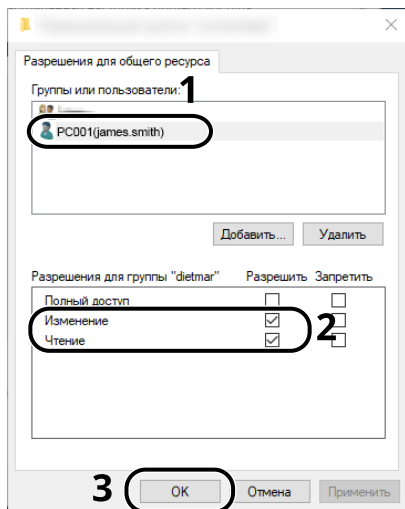 Разрешения для общего ресурса
Группы или пользователи:
1
PC001(james.smith)
Добавить... Удалить
Разрешения для группы "dietmar" Разрешить Запретить
Полный доступ
Изменение
2
Чтение
3
OK Отмена Применить